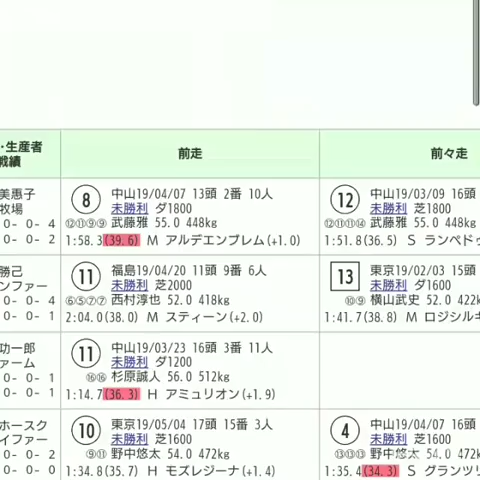 ・生産者
戦績
前走
前々走
美恵子
牧場
0- 0- 4
0- 0- 2
8
中山19/04/07 13頭 2番 10人
未勝利 ダ1800
⑫⑪⑨⑨ 武藤雅 55.0 448kg
1:58.3(39.6) M アルデエンブレム(+1.0)
12
中山19/03/09 16頭
未勝利 芝1800
⑫⑪⑪⑭ 武藤雅 55.0 448kg
1:51.8(36.5) S ランペド
勝己
ンファー
0- 0- 4
0- 0- 1
11
福島19/04/20 11頭 9番 6人
未勝利 芝2000
⑥⑤⑦⑦ 西村淳也 52.0 418kg
2:04.0(38.0) M スティーン(+2.0)
13
東京19/02/03 15頭
未勝利 ダ1600
⑩⑨ 横山武史 52.0 422k
1:41.7(38.8) M ロジシルキ
功一郎
ァーム
0- 0- 1
0- 0- 1
11
中山19/03/23 16頭 3番 11人
未勝利 ダ1200
⑯⑯ 杉原誠人 56.0 512kg
1:14.7(36.3) H アミュリオン(+1.9)
ホースク
イファー
0- 0- 2
0- 0- 0
10
東京19/05/04 17頭 15番 3人
未勝利 芝1600
⑨⑪ 野中悠太 54.0 472kg
1:34.8(35.7) H モズレジーナ(+1.4)
4
中山19/04/07 16頭
未勝利 芝1600
⑬⑬⑬ 野中悠太 54.0 472k
1:35.4(34.3) S グランツリ